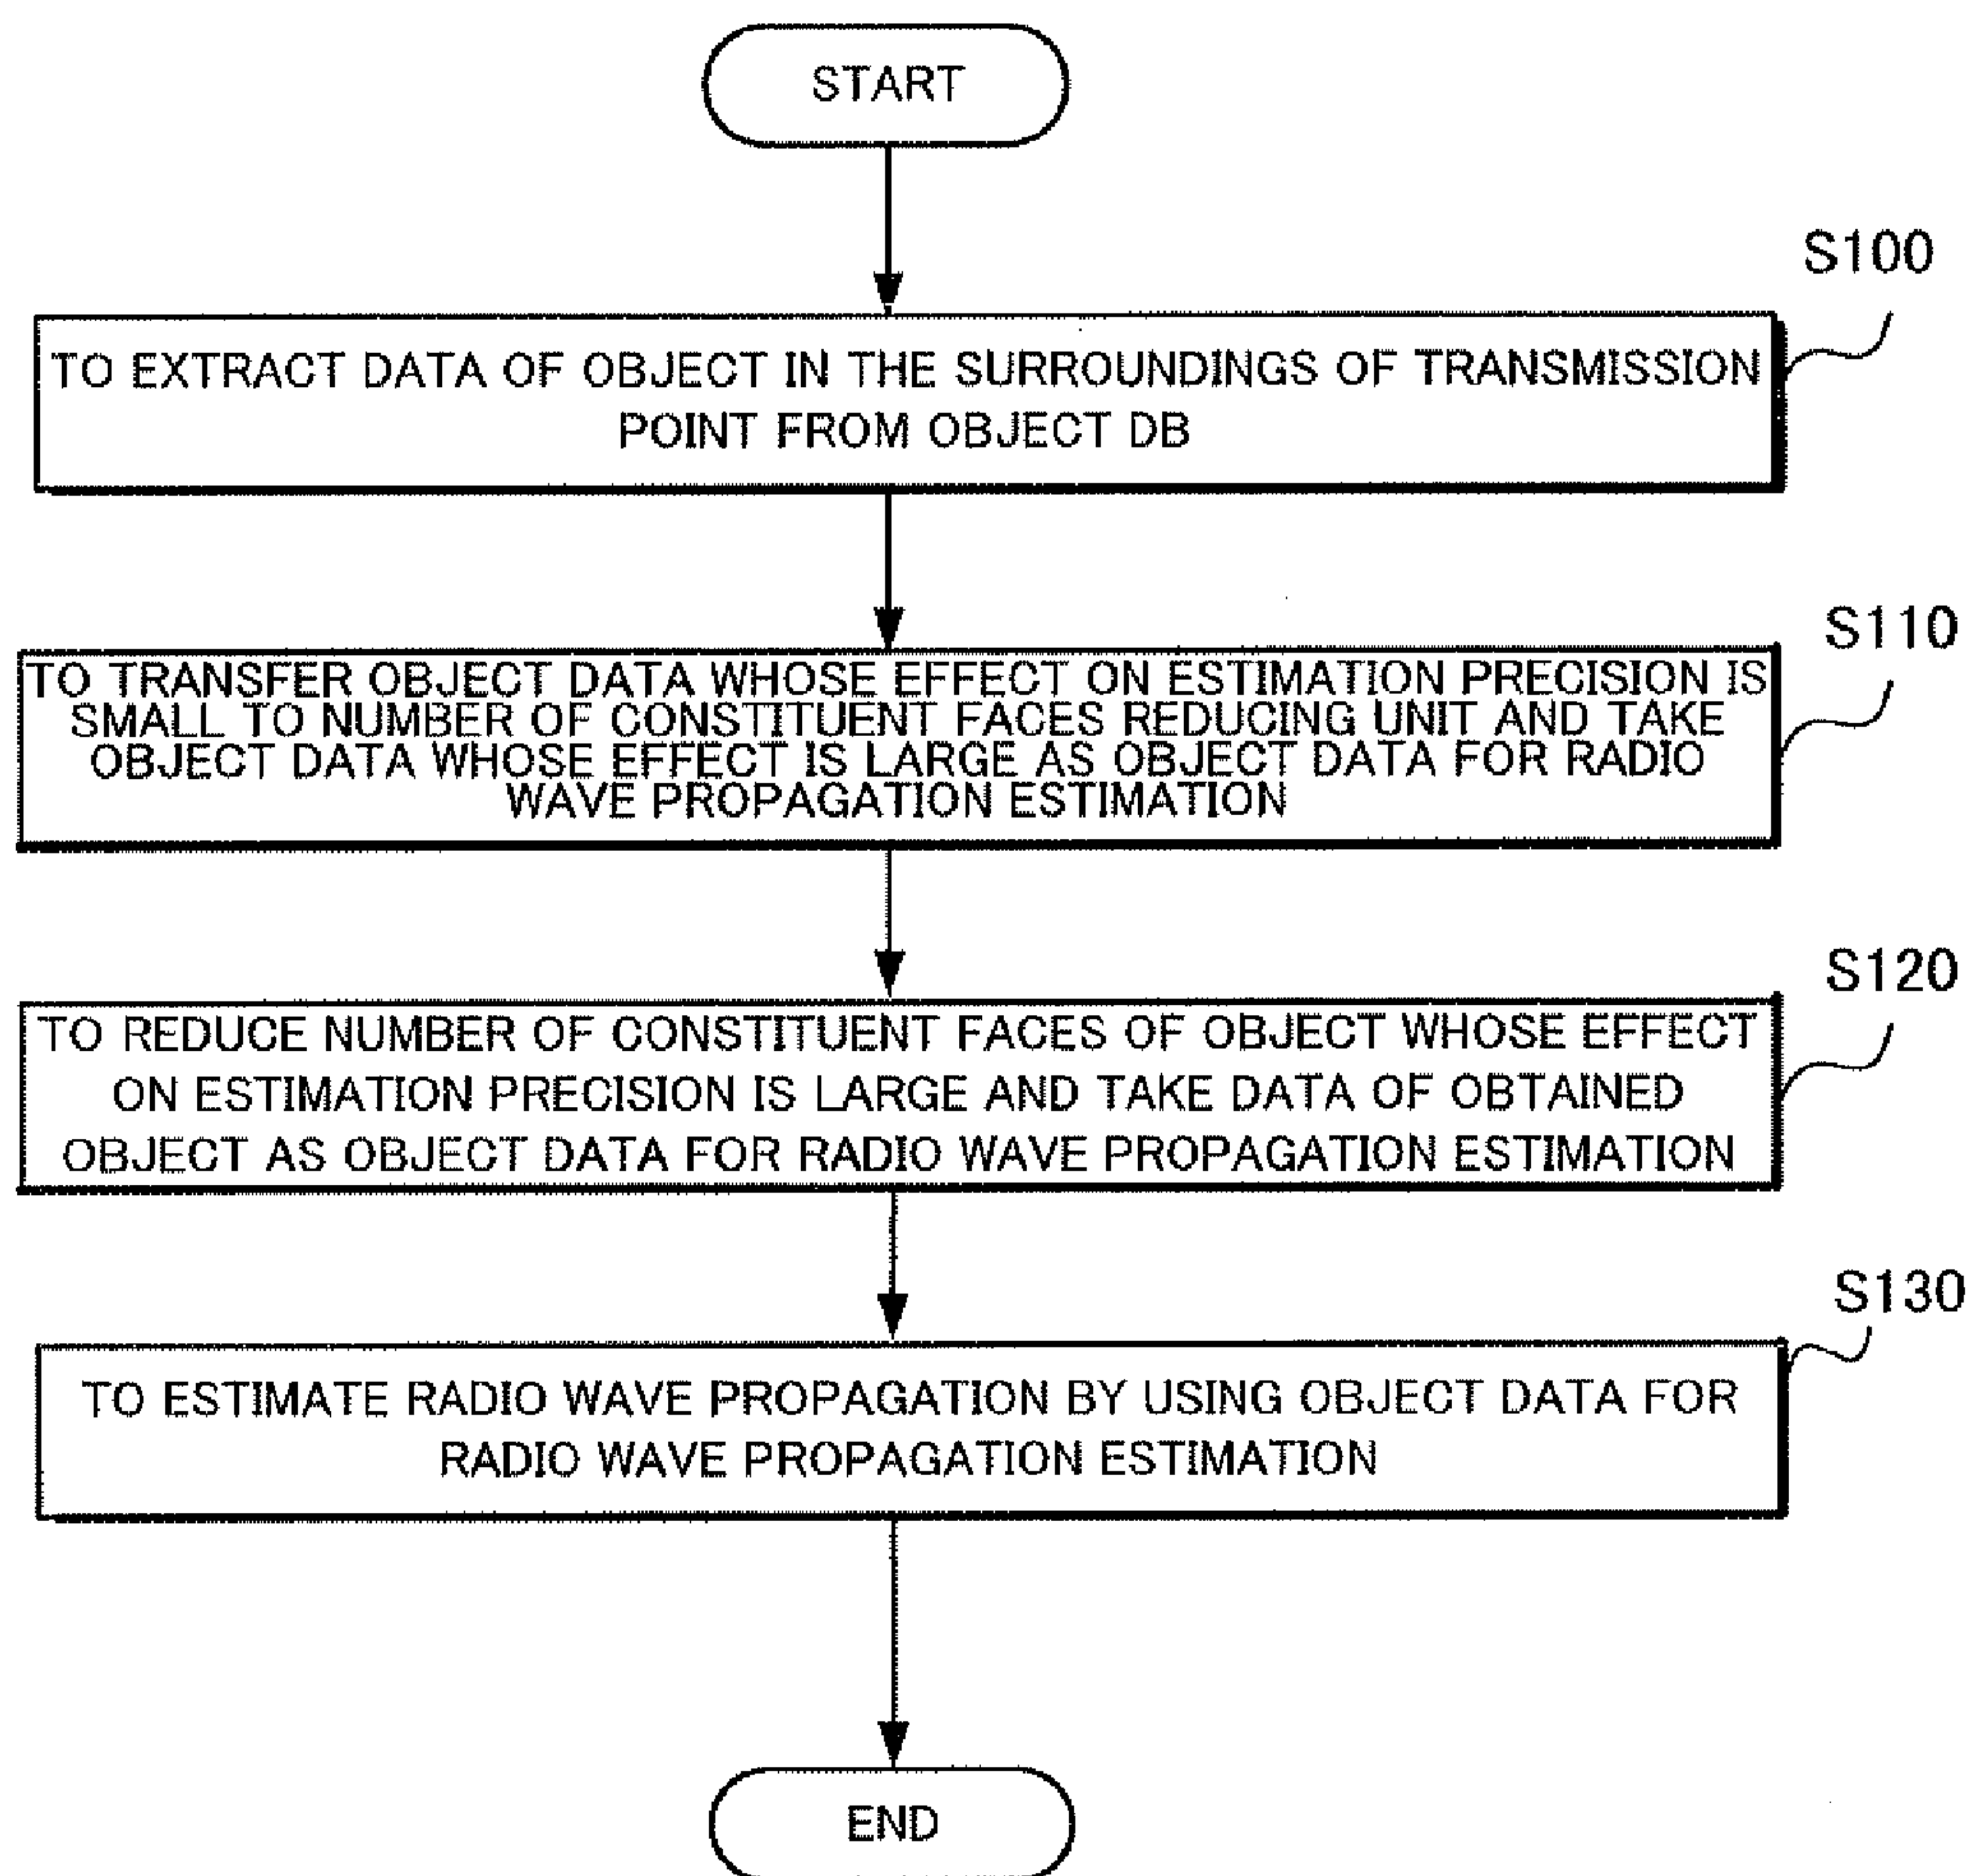 START
S100
TO EXTRACT DATA OF OBJECT IN THE SURROUNDINGS OF TRANSMISSION
POINT FROM OBJECT DB
S110
TO TRANSFER OBJECT DATA WHOSE EFFECT ON ESTIMATION PRECISION IS
SMALL TO NUMBER OF CONSTITUENT FACES REDUCING UNIT AND TAKE
OBJECT DATA WHOSE EFFECT IS LARGE AS OBJECT DATA FOR RADIO
WAVE PROPAGATION ESTIMATION
S120
TO REDUCE NUMBER OF CONSTITUENT FACES OF OBJECT WHOSE EFFECT
ON ESTIMATION PRECISION IS LARGE AND TAKE DATA OF OBTAINED
OBJECT AS OBJECT DATA FOR RADIO WAVE PROPAGATION ESTIMATION
S130
TO ESTIMATE RADIO WAVE PROPAGATION BY USING OBJECT DATA FOR
RADIO WAVE PROPAGATION ESTIMATION
END